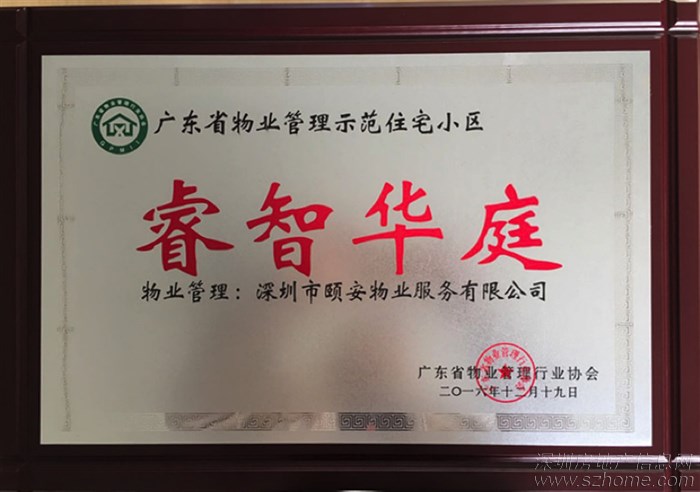 广东省物业管理示范住宅小区
睿智华庭
物业管理：深圳市颐安物业服务有限公司
广东省物业管理行业协会
二〇一六年十二月十九日
深圳房地产信息网
www.szhome.com